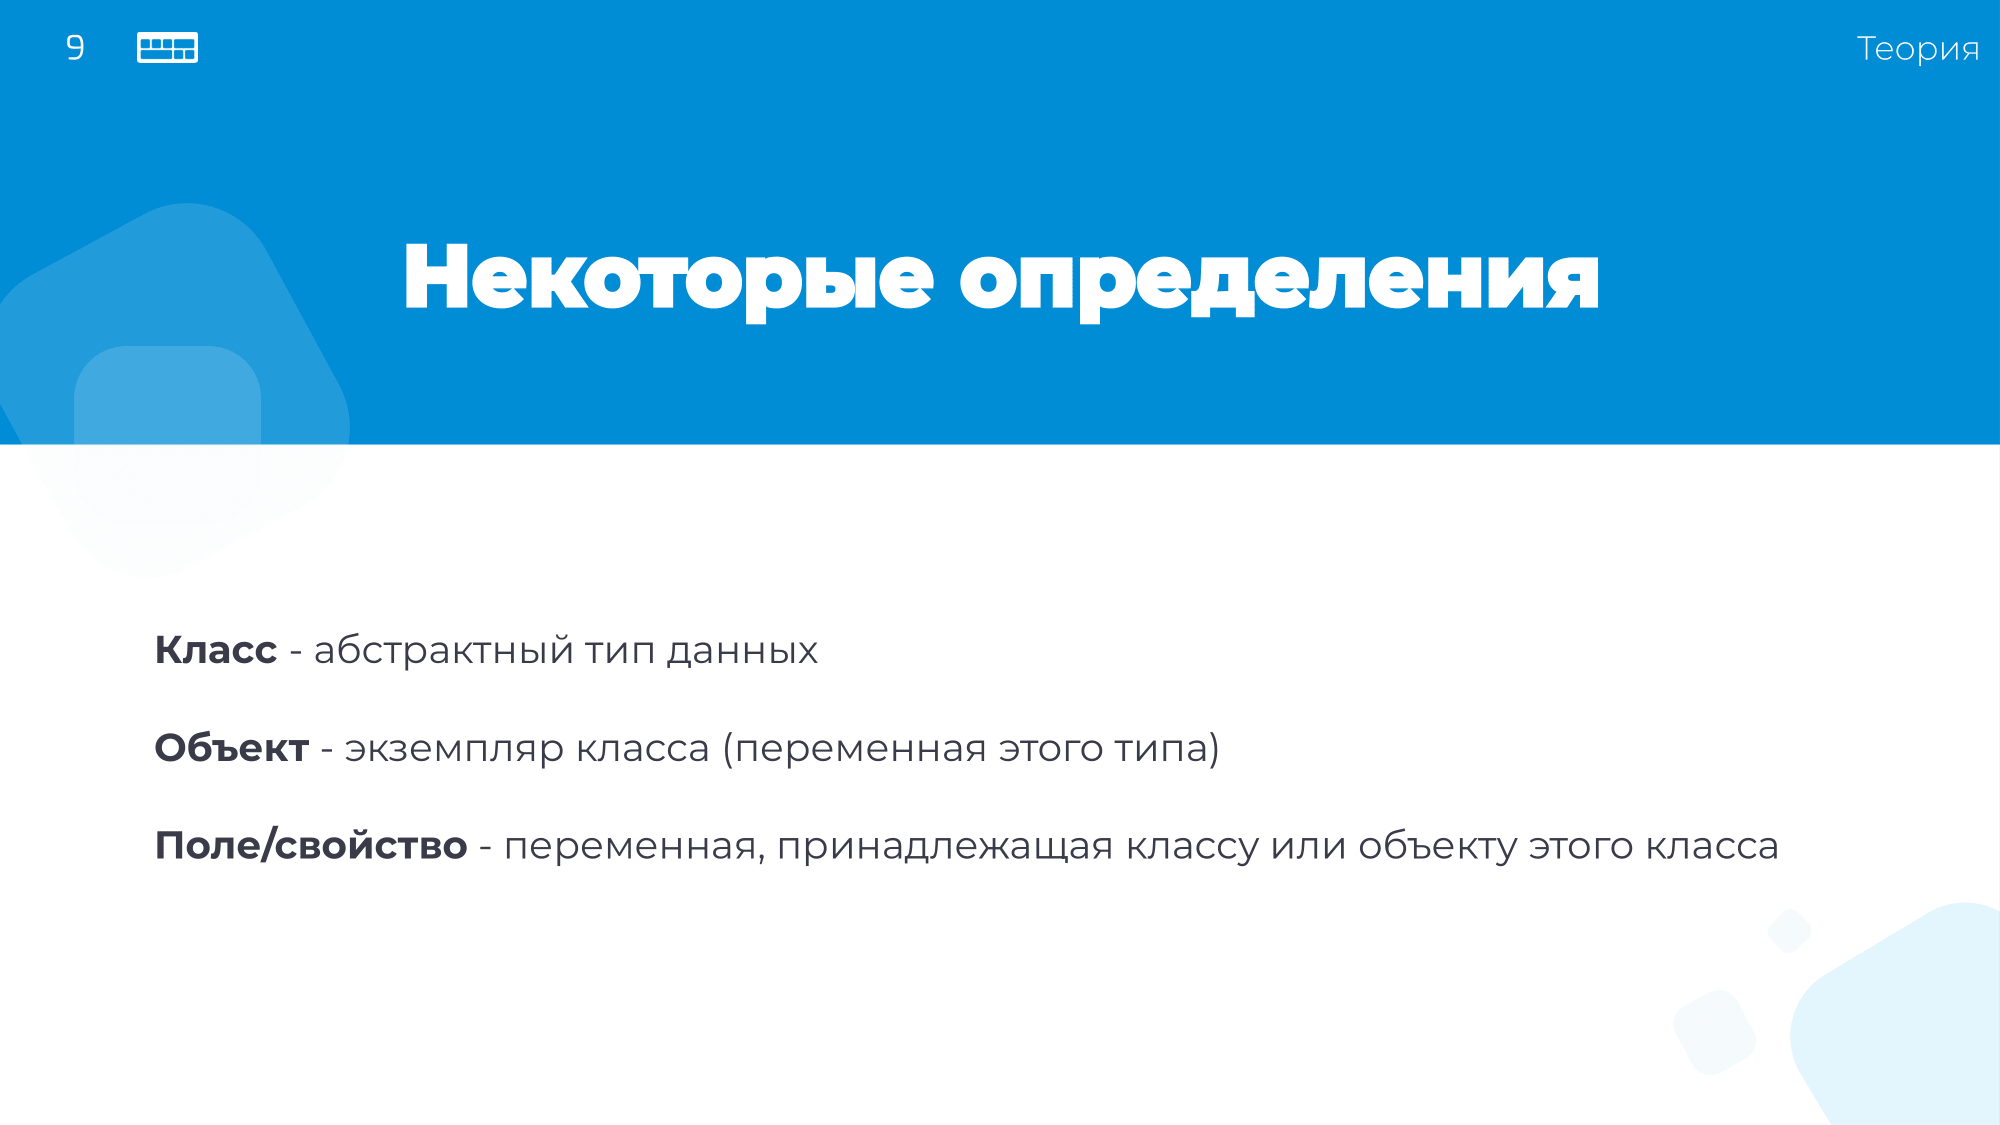 9
Теория
Некоторые определения
Класс - абстрактный тип данных
Объект - экземпляр класса (переменная этого типа)
Поле/свойство - переменная, принадлежащая классу или объекту этого класса